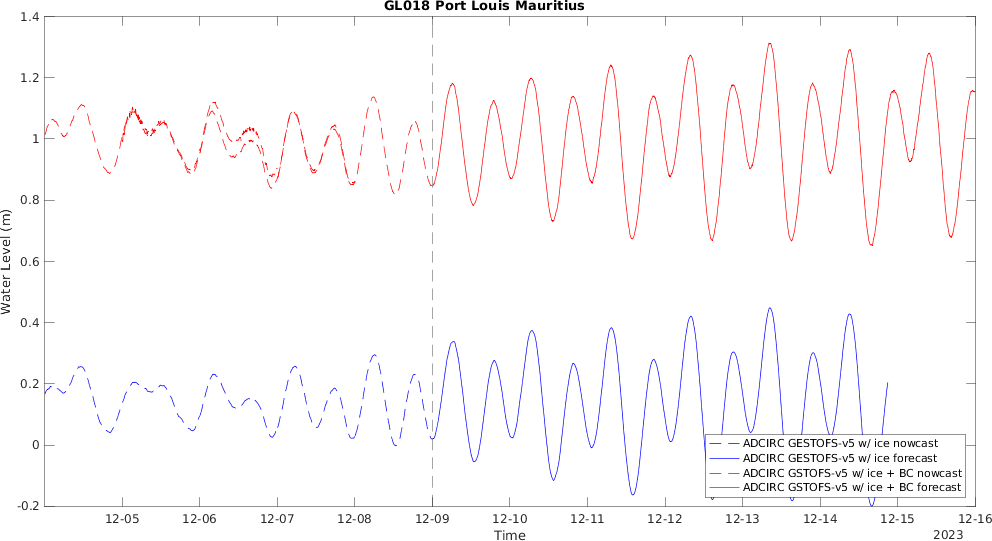 GL018 Port Louis Mauritius
1.4
1.2
1
0.8
0.6
0.4
0.2
0
-0.2
Water Level (m)
ADCIRC GESTOFS-v5 w/ ice nowcast
ADCIRC GESTOFS-v5 w/ ice forecast
ADCIRC GSTOFS-v5 w/ ice + BC nowcast
ADCIRC GSTOFS-v5 w/ ice + BC forecast
12-05 12-06 12-07 12-08 12-09 12-10 12-11 12-12 12-13 12-14 12-15 12-16
Time
2023